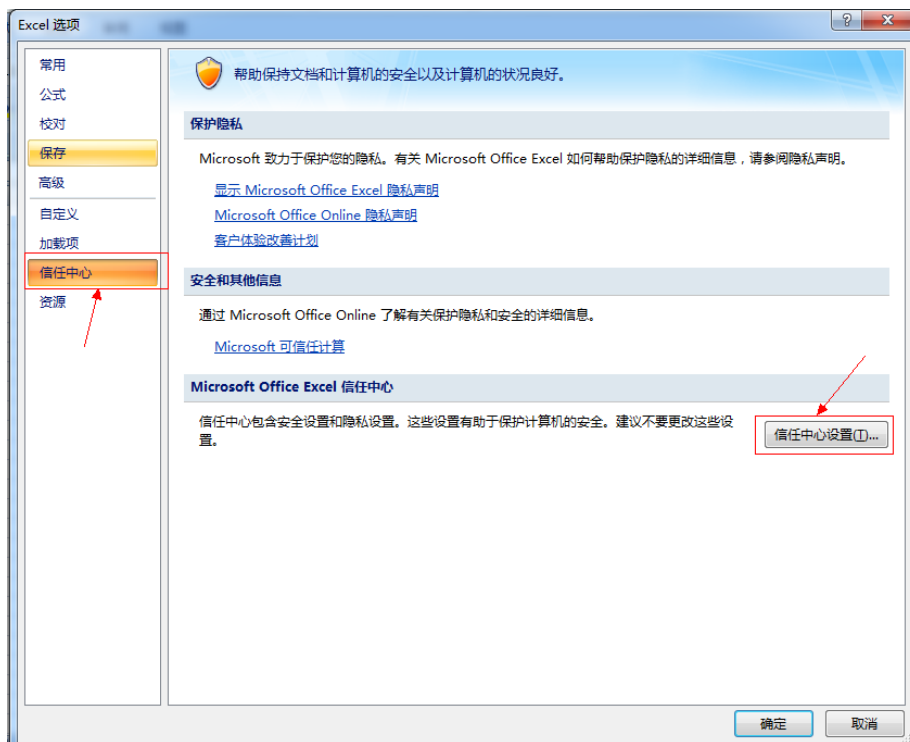 Excel 选项
常用
公式
校对
保存
高级
自定义
加载项
信任中心
资源
帮助保持文档和计算机的安全以及计算机的状况良好。
保护隐私
Microsoft 致力于保护您的隐私。有关 Microsoft Office Excel 如何帮助保护隐私的详细信息，请参阅隐私声明。
显示 Microsoft Office Excel 隐私声明
Microsoft Office Online 隐私声明
客户体验改善计划
安全和其他信息
通过 Microsoft Office Online 了解有关保护隐私和安全的详细信息。
Microsoft 可信任计算
Microsoft Office Excel 信任中心
信任中心包含安全设置和隐私设置。这些设置有助于保护计算机的安全。建议不要更改这些设
置。
信任中心设置(T)...
确定
取消